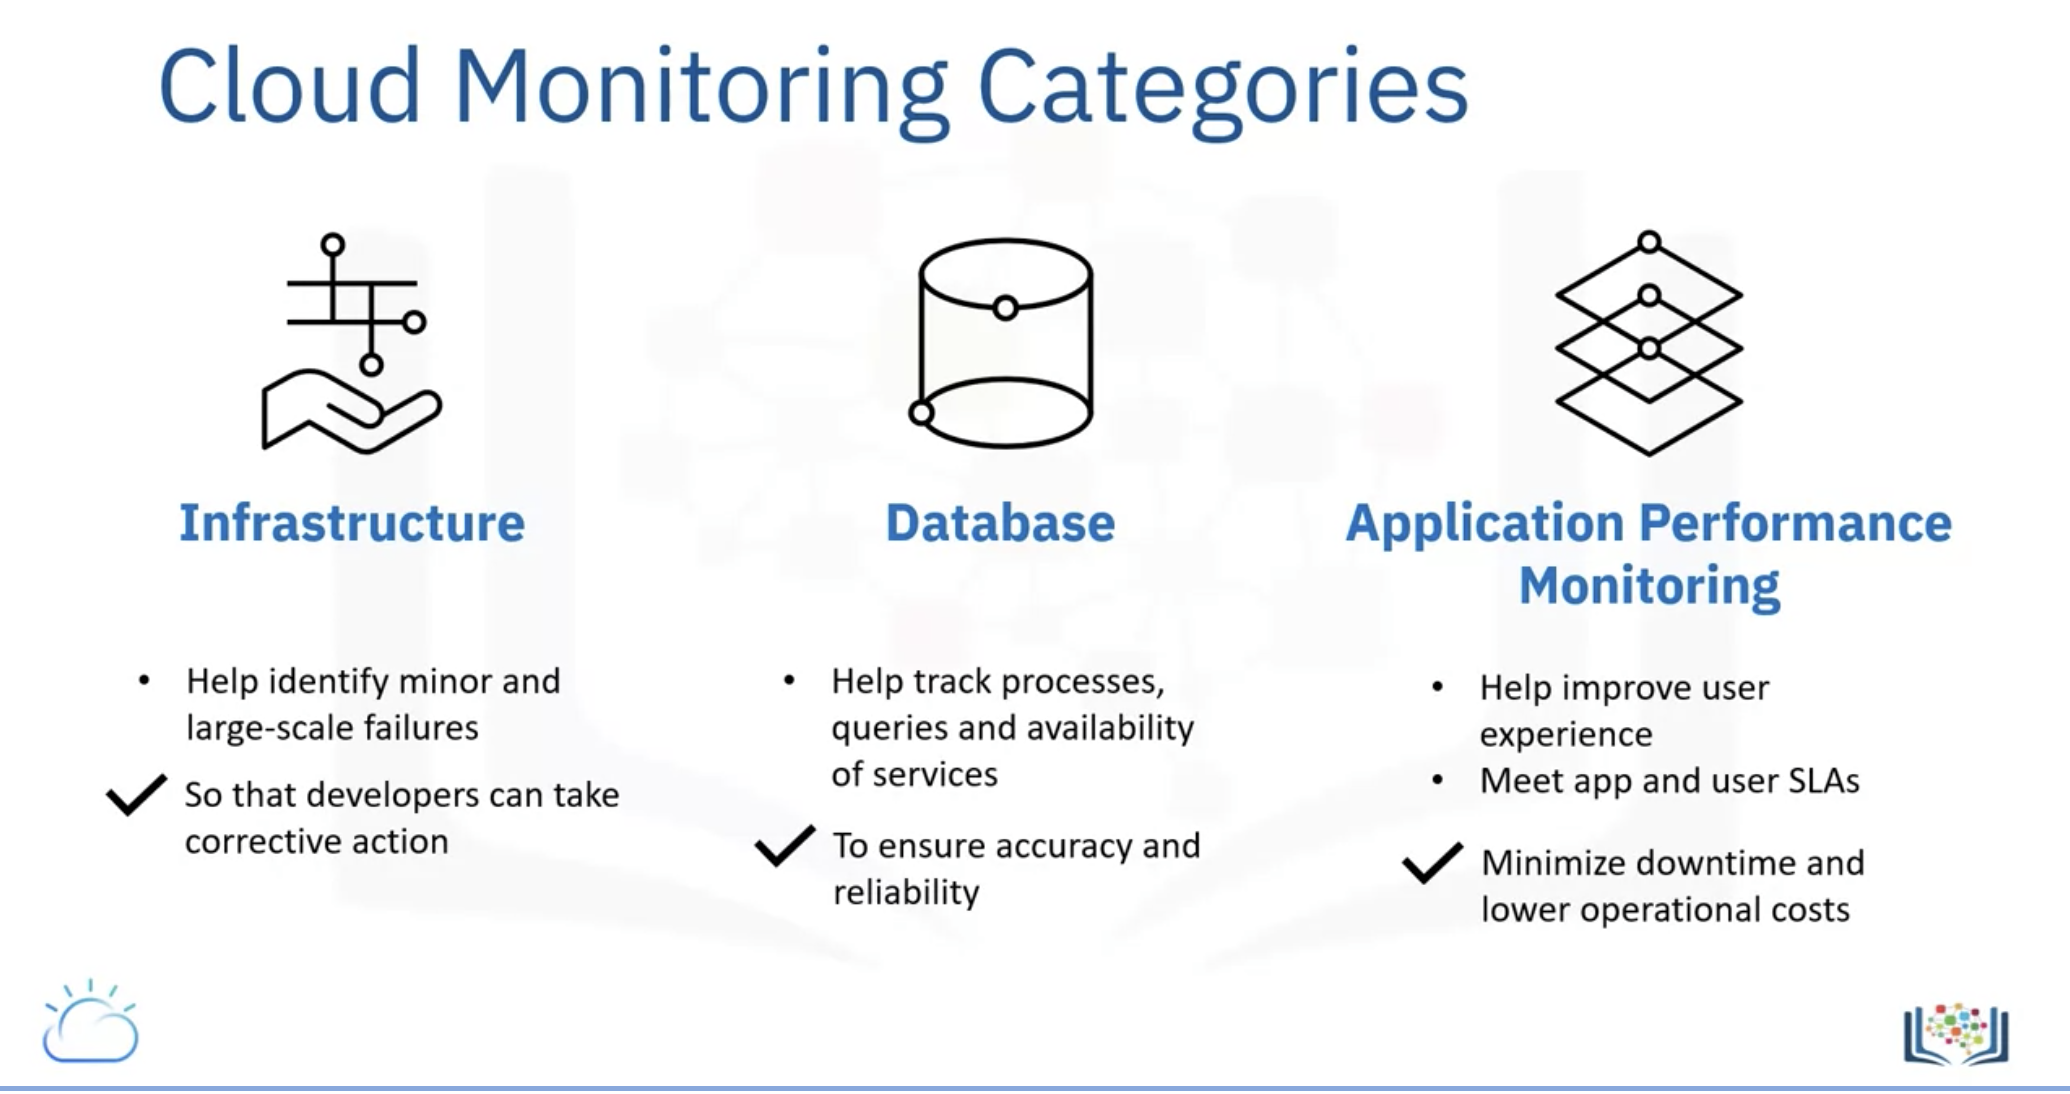 Cloud Monitoring Categories
Infrastructure
• Help identify minor and
large-scale failures
So that developers can take
corrective action
Database
• Help track processes,
queries and availability
of services
To ensure accuracy and
reliability
Application Performance
Monitoring
• Help improve user
experience
• Meet app and user SLAs
Minimize downtime and
lower operational costs